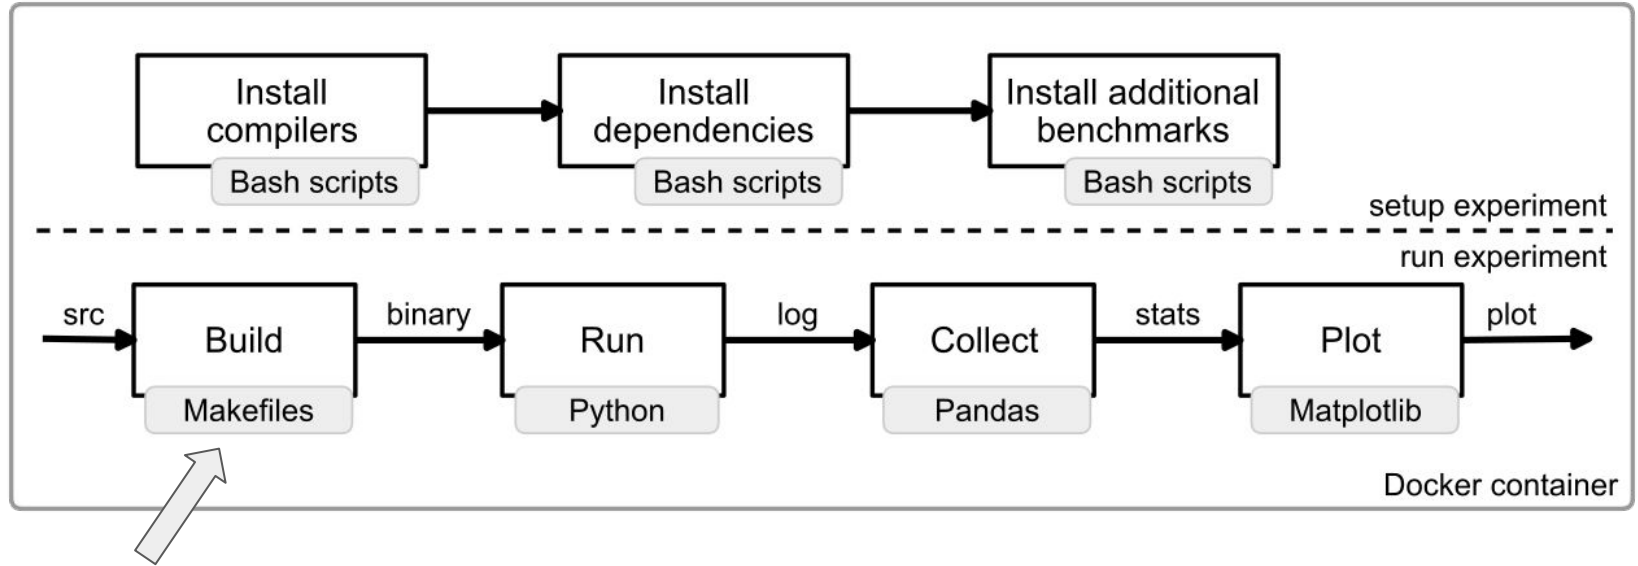 Install
compilers
Bash scripts
Install
dependencies
Bash scripts
Install additional
benchmarks
Bash scripts
setup experiment
run experiment
src
Build
Makefiles
binary
Run
Python
log
Collect
Pandas
stats
Plot
Matplotlib
plot
Docker container